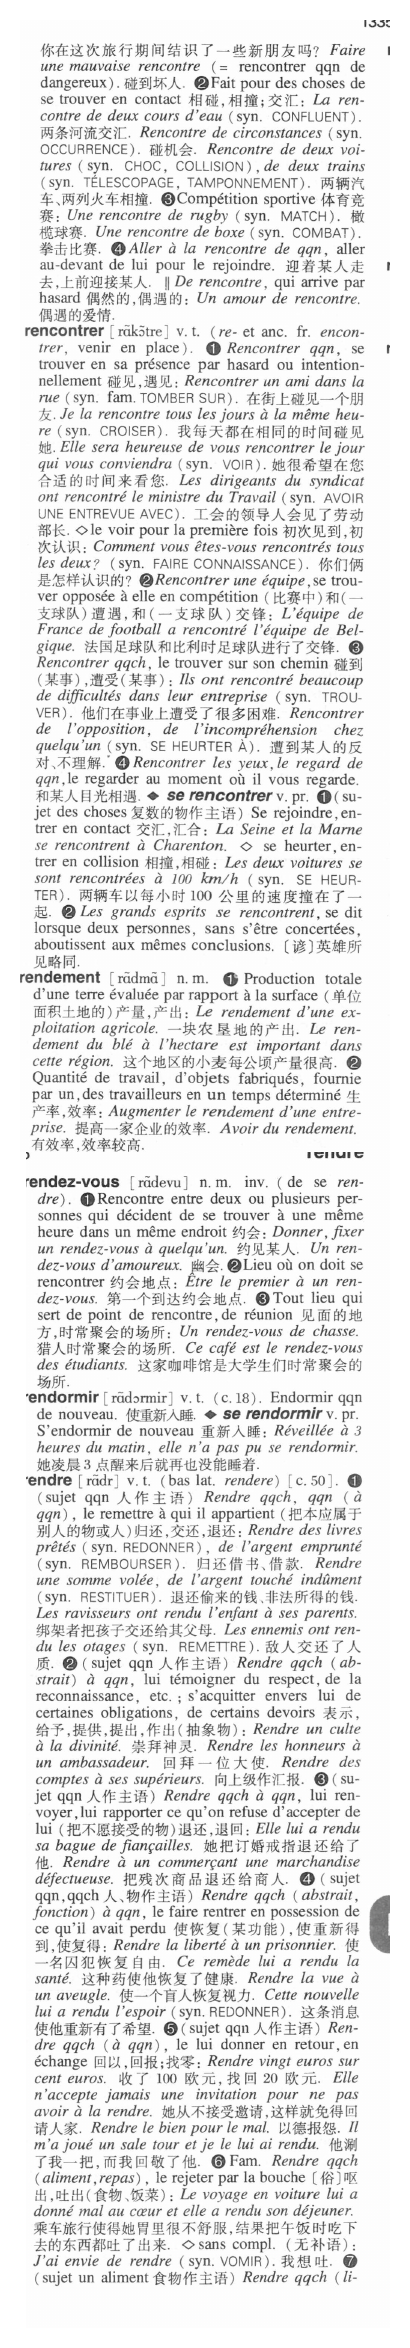 1335
你在这次旅行期间结识了一些新朋友吗? Faire
une mauvaise rencontre (= rencontrer qqn de
dangereux). 碰到坏人. ❷Fait pour des choses de
se trouver en contact 相碰,相撞;交汇: La ren-
contre de deux cours d'eau (syn. CONFLUENT).
两条河流交汇. Rencontre de circonstances (syn.
OCCURRENCE). 碰机会. Rencontre de deux voi-
tures (syn. CHOC, COLLISION), de deux trains
(syn. TÉLESCOPAGE, TAMPONNEMENT). 两辆汽
车、两列火车相撞. ❸Compétition sportive 体育竞
赛: Une rencontre de rugby (syn. MATCH). 橄
榄球赛. Une rencontre de boxe (syn. COMBAT).
拳击比赛. ❹Aller à la rencontre de qqn, aller
au-devant de lui pour le rejoindre. 迎着某人走
去,上前迎接某人. ‖ De rencontre, qui arrive par
hasard 偶然的,偶遇的: Un amour de rencontre.
偶遇的爱情.
rencontrer [rãkɔ̃tre] v. t. (re- et anc. fr. encon-
trer, venir en place). ❶ Rencontrer qqn, se
trouver en sa présence par hasard ou intention-
nellement 碰见,遇见: Rencontrer un ami dans la
rue (syn. fam. TOMBER SUR). 在街上碰见一个朋
友. Je la rencontre tous les jours à la même heu-
re (syn. CROISER). 我每天都在相同的时间碰见
她. Elle sera heureuse de vous rencontrer le jour
qui vous conviendra (syn. VOIR). 她很希望在您
合适的时间来看您. Les dirigeants du syndicat
ont rencontré le ministre du Travail (syn. AVOIR
UNE ENTREVUE AVEC). 工会的领导人会见了劳动
部长. ◇le voir pour la première fois 初次见到,初
次认识: Comment vous êtes-vous rencontrés tous
les deux? (syn. FAIRE CONNAISSANCE). 你们俩
是怎样认识的? ❷Rencontrer une équipe, se trou-
ver opposée à elle en compétition (比赛中)和(一
支球队)遭遇,和(一支球队)交锋: L'équipe de
France de football a rencontré l'équipe de Bel-
gique. 法国足球队和比利时足球队进行了交锋. ❸
Rencontrer qqch, le trouver sur son chemin 碰到
(某事),遭受(某事): Ils ont rencontré beaucoup
de difficultés dans leur entreprise (syn. TROU-
VER). 他们在事业上遭受了很多困难. Rencontrer
de l'opposition, de l'incompréhension chez
quelqu'un (syn. SE HEURTER À). 遭到某人的反
对、不理解. ❹Rencontrer les yeux, le regard de
qqn, le regarder au moment où il vous regarde.
和某人目光相遇. ◆ se rencontrer v. pr. ❶(su-
jet des choses 复数的物作主语) Se rejoindre, en-
trer en contact 交汇,汇合: La Seine et la Marne
se rencontrent à Charenton. ◇ se heurter, en-
trer en collision 相撞,相碰: Les deux voitures se
sont rencontrées à 100 km/h (syn. SE HEUR-
TER). 两辆车以每小时 100 公里的速度撞在了一
起. ❷ Les grands esprits se rencontrent, se dit
lorsque deux personnes, sans s'être concertées,
aboutissent aux mêmes conclusions. 〔谚〕英雄所
见略同.
rendement [rãdmã] n. m. ❶ Production totale
d'une terre évaluée par rapport à la surface (单位
面积土地的)产量,产出: Le rendement d'une ex-
ploitation agricole. 一块农垦地的产出. Le ren-
dement du blé à l'hectare est important dans
cette région. 这个地区的小麦每公顷产量很高. ❷
Quantité de travail, d'objets fabriqués, fournie
par un, des travailleurs en un temps déterminé 生
产率,效率: Augmenter le rendement d'une entre-
prise. 提高一家企业的效率. Avoir du rendement.
有效率,效率较高.
rendre
rendez-vous [rãdevu] n. m. inv. (de se ren-
dre). ❶Rencontre entre deux ou plusieurs per-
sonnes qui décident de se trouver à une même
heure dans un même endroit 约会: Donner, fixer
un rendez-vous à quelqu'un. 约见某人. Un ren-
dez-vous d'amoureux. 幽会. ❷Lieu où on doit se
rencontrer 约会地点: Être le premier à un ren-
dez-vous. 第一个到达约会地点. ❸Tout lieu qui
sert de point de rencontre, de réunion 见面的地
方,时常聚会的场所: Un rendez-vous de chasse.
猎人时常聚会的场所. Ce café est le rendez-vous
des étudiants. 这家咖啡馆是大学生们时常聚会的
场所.
rendormir [rãdɔrmir] v. t. (c. 18). Endormir qqn
de nouveau. 使重新入睡. ◆ se rendormir v. pr.
S'endormir de nouveau 重新入睡: Réveillée à 3
heures du matin, elle n'a pas pu se rendormir.
她凌晨 3 点醒来后就再也没能睡着.
rendre [rãdr] v. t. (bas lat. rendere) [c. 50]. ❶
(sujet qqn 人作主语) Rendre qqch, qqn (à
qqn), le remettre à qui il appartient (把本应属于
别人的物或人)归还,交还,退还: Rendre des livres
prêtés (syn. REDONNER), de l'argent emprunté
(syn. REMBOURSER). 归还借书、借款. Rendre
une somme volée, de l'argent touché indûment
(syn. RESTITUER). 退还偷来的钱、非法所得的钱.
Les ravisseurs ont rendu l'enfant à ses parents.
绑架者把孩子交还给其父母. Les ennemis ont ren-
du les otages (syn. REMETTRE). 敌人交还了人
质. ❷ (sujet qqn 人作主语) Rendre qqch (ab-
strait) à qqn, lui témoigner du respect, de la
reconnaissance, etc. ; s'acquitter envers lui de
certaines obligations, de certains devoirs 表示,
给予,提供,提出,作出(抽象物): Rendre un culte
à la divinité. 崇拜神灵. Rendre les honneurs à
un ambassadeur. 回拜一位大使. Rendre des
comptes à ses supérieurs. 向上级作汇报. ❸(su-
jet qqn 人作主语) Rendre qqch à qqn, lui ren-
voyer, lui rapporter ce qu'on refuse d'accepter de
lui (把不愿接受的物)退还,退回: Elle lui a rendu
sa bague de fiançailles. 她把订婚戒指退还给了
他. Rendre à un commerçant une marchandise
défectueuse. 把残次商品退还给商人. ❹ (sujet
qqn, qqch 人、物作主语) Rendre qqch (abstrait,
fonction) à qqn, le faire rentrer en possession de
ce qu'il avait perdu 使恢复(某功能),使重新得
到,使复得: Rendre la liberté à un prisonnier. 使
一名囚犯恢复自由. Ce remède lui a rendu la
santé. 这种药使他恢复了健康. Rendre la vue à
un aveugle. 使一个盲人恢复视力. Cette nouvelle
lui a rendu l'espoir (syn. REDONNER). 这条消息
使他重新有了希望. ❺(sujet qqn 人作主语) Ren-
dre qqch (à qqn), le lui donner en retour, en
échange 回以,回报;找零: Rendre vingt euros sur
cent euros. 收了 100 欧元,找回 20 欧元. Elle
n'accepte jamais une invitation pour ne pas
avoir à la rendre. 她从不接受邀请,这样就免得回
请人家. Rendre le bien pour le mal. 以德报怨. Il
m'a joué un sale tour et je le lui ai rendu. 他涮
了我一把,而我回敬了他. ❻ Fam. Rendre qqch
(aliment, repas), le rejeter par la bouche 〔俗〕呕
出,吐出(食物、饭菜): Le voyage en voiture lui a
donné mal au cœur et elle a rendu son déjeuner.
乘车旅行使得她胃里很不舒服,结果把午饭时吃下
去的东西都吐了出来. ◇sans compl. (无补语):
J'ai envie de rendre (syn. VOMIR). 我想吐. ❼
(sujet un aliment 食物作主语) Rendre qqch (li-